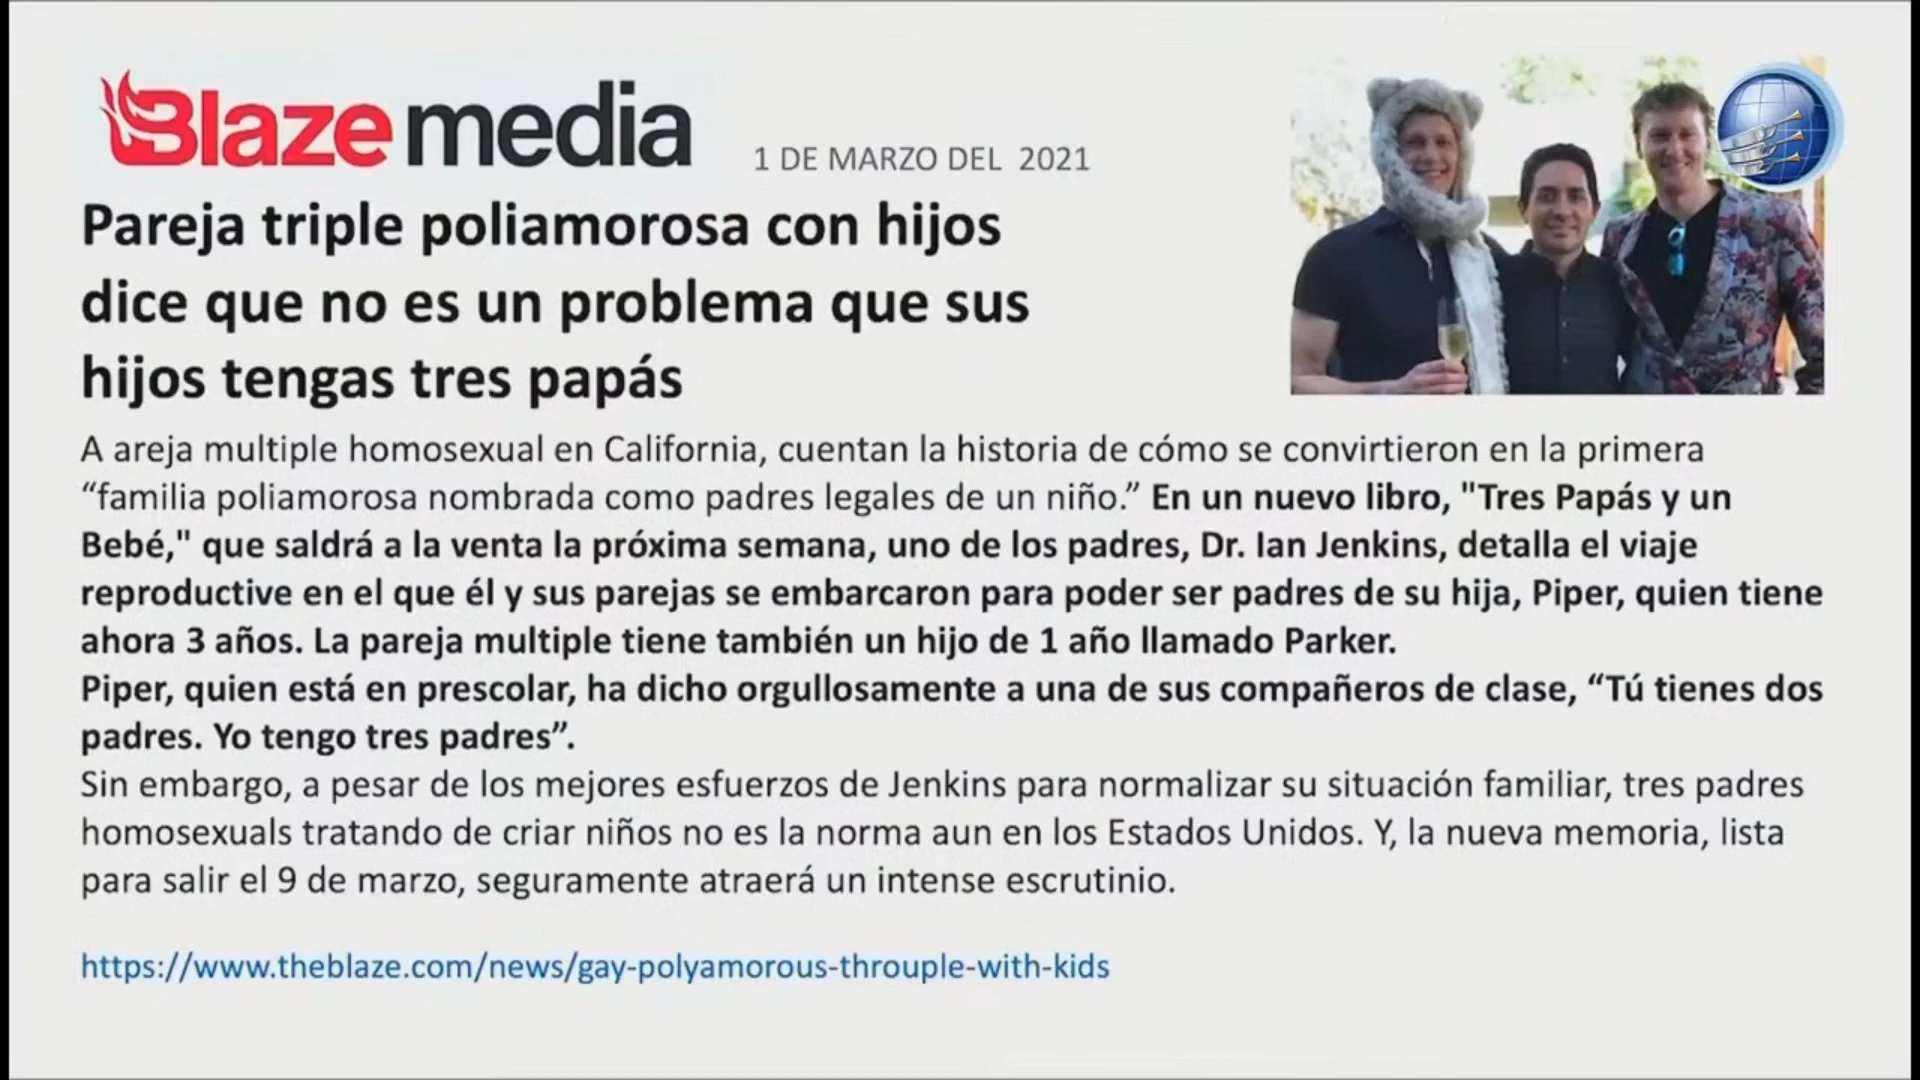 Blaze media
1 DE MARZO DEL 2021
Pareja triple poliamorosa con hijos
dice que no es un problema que sus
hijos tengas tres papás
A areja multiple homosexual en California, cuentan la historia de cómo se convirtieron en la primera
“familia poliamorosa nombrada como padres legales de un niño.” En un nuevo libro, "Tres Papás y un
Bebé," que saldrá a la venta la próxima semana, uno de los padres, Dr. Ian Jenkins, detalla el viaje
reproductive en el que él y sus parejas se embarcaron para poder ser padres de su hija, Piper, quien tiene
ahora 3 años. La pareja multiple tiene también un hijo de 1 año llamado Parker.
Piper, quien está en prescolar, ha dicho orgullosamente a una de sus compañeros de clase, “Tú tienes dos
padres. Yo tengo tres padres”.
Sin embargo, a pesar de los mejores esfuerzos de Jenkins para normalizar su situación familiar, tres padres
homosexuals tratando de criar niños no es la norma aun en los Estados Unidos. Y, la nueva memoria, lista
para salir el 9 de marzo, seguramente atraerá un intense escrutinio.
https://www.theblaze.com/news/gay-polyamorous-throuple-with-kids